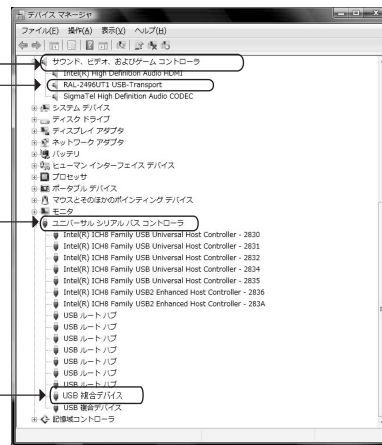 デバイス マネージャ
ファイル(F) 操作(A) 表示(V) ヘルプ(H)
サウンド、ビデオ、およびゲーム コントローラ
Intel(R) High Definition Audio HDMI
RAL-2496UT1 USB-Transport
SigmaTel High Definition Audio CODEC
システム デバイス
ディスク ドライブ
ディスプレイ アダプタ
ネットワーク アダプタ
バッテリ
ヒューマン インターフェイス デバイス
プロセッサ
ポータブル デバイス
マウスとそのほかのポインティング デバイス
モニタ
ユニバーサル シリアル バス コントローラ
Intel(R) ICH8 Family USB Universal Host Controller - 2830
Intel(R) ICH8 Family USB Universal Host Controller - 2831
Intel(R) ICH8 Family USB Universal Host Controller - 2832
Intel(R) ICH8 Family USB Universal Host Controller - 2834
Intel(R) ICH8 Family USB Universal Host Controller - 2835
Intel(R) ICH8 Family USB2 Enhanced Host Controller - 2836
Intel(R) ICH8 Family USB2 Enhanced Host Controller - 283A
USB ルート ハブ
USB ルート ハブ
USB ルート ハブ
USB ルート ハブ
USB ルート ハブ
USB ルート ハブ
USB ルート ハブ
USB 複合デバイス
USB 複合デバイス
記憶域コントローラ